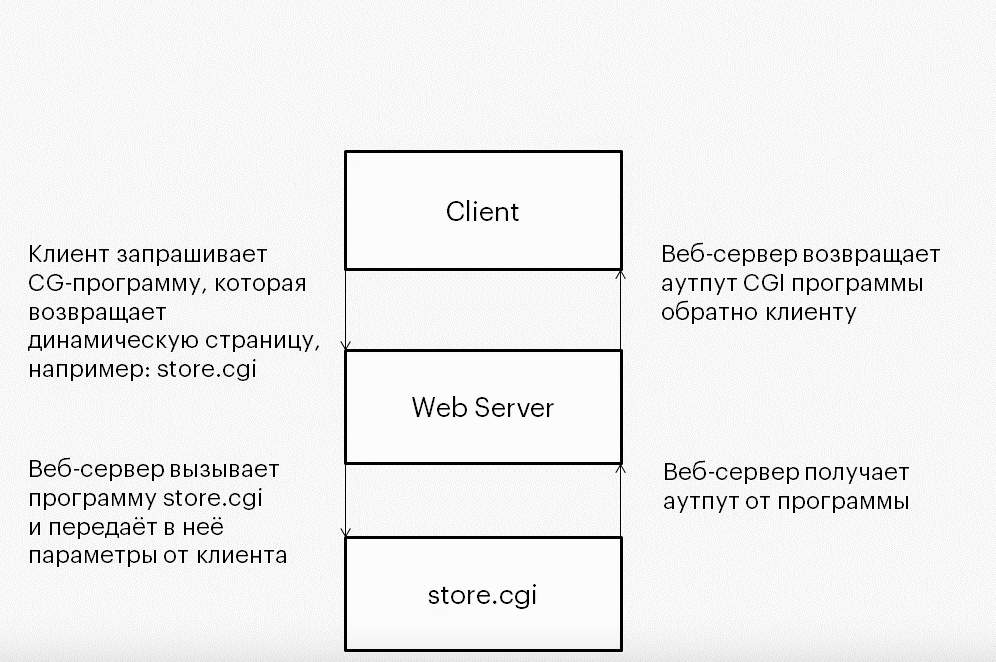 Client
Клиент запрашивает
CG-программу, которая
возвращает
динамическую страницу,
например: store.cgi
Веб-сервер возвращает
аутпут CGI программы
обратно клиенту
Web Server
Веб-сервер вызывает
программу store.cgi
и передаёт в неё
параметры от клиента
Веб-сервер получает
аутпут от программы
store.cgi